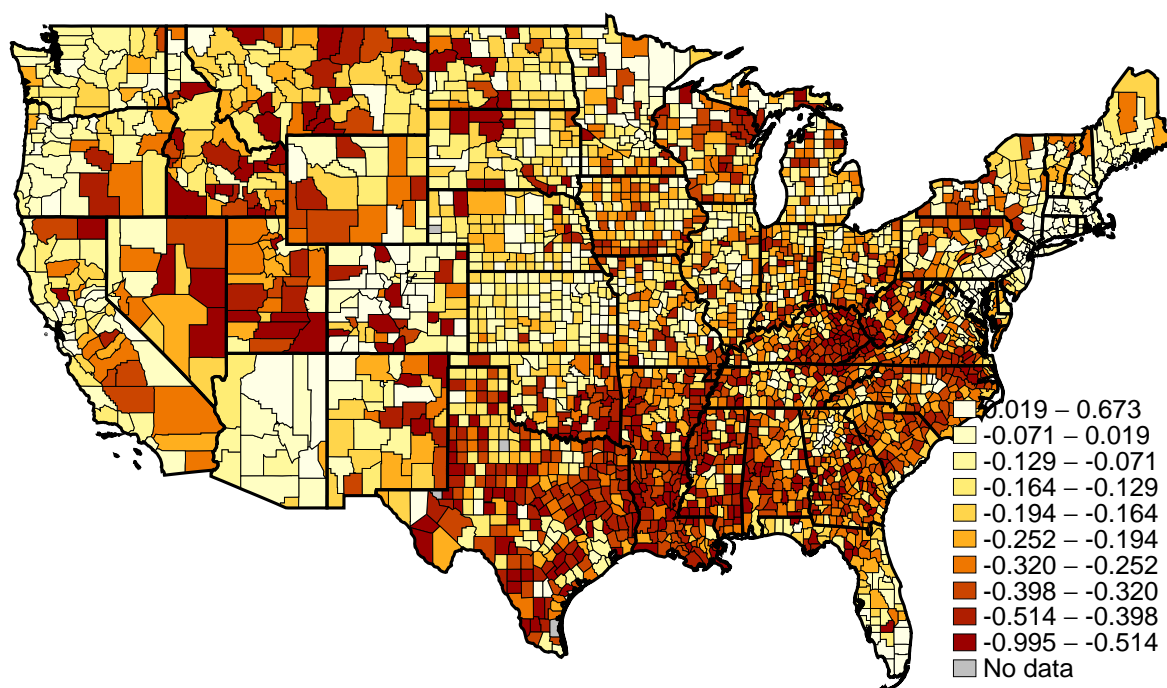 0.019 – 0.673
-0.071 – 0.019
-0.129 – -0.071
-0.164 – -0.129
-0.194 – -0.164
-0.252 – -0.194
-0.320 – -0.252
-0.398 – -0.320
-0.514 – -0.398
-0.995 – -0.514
No data